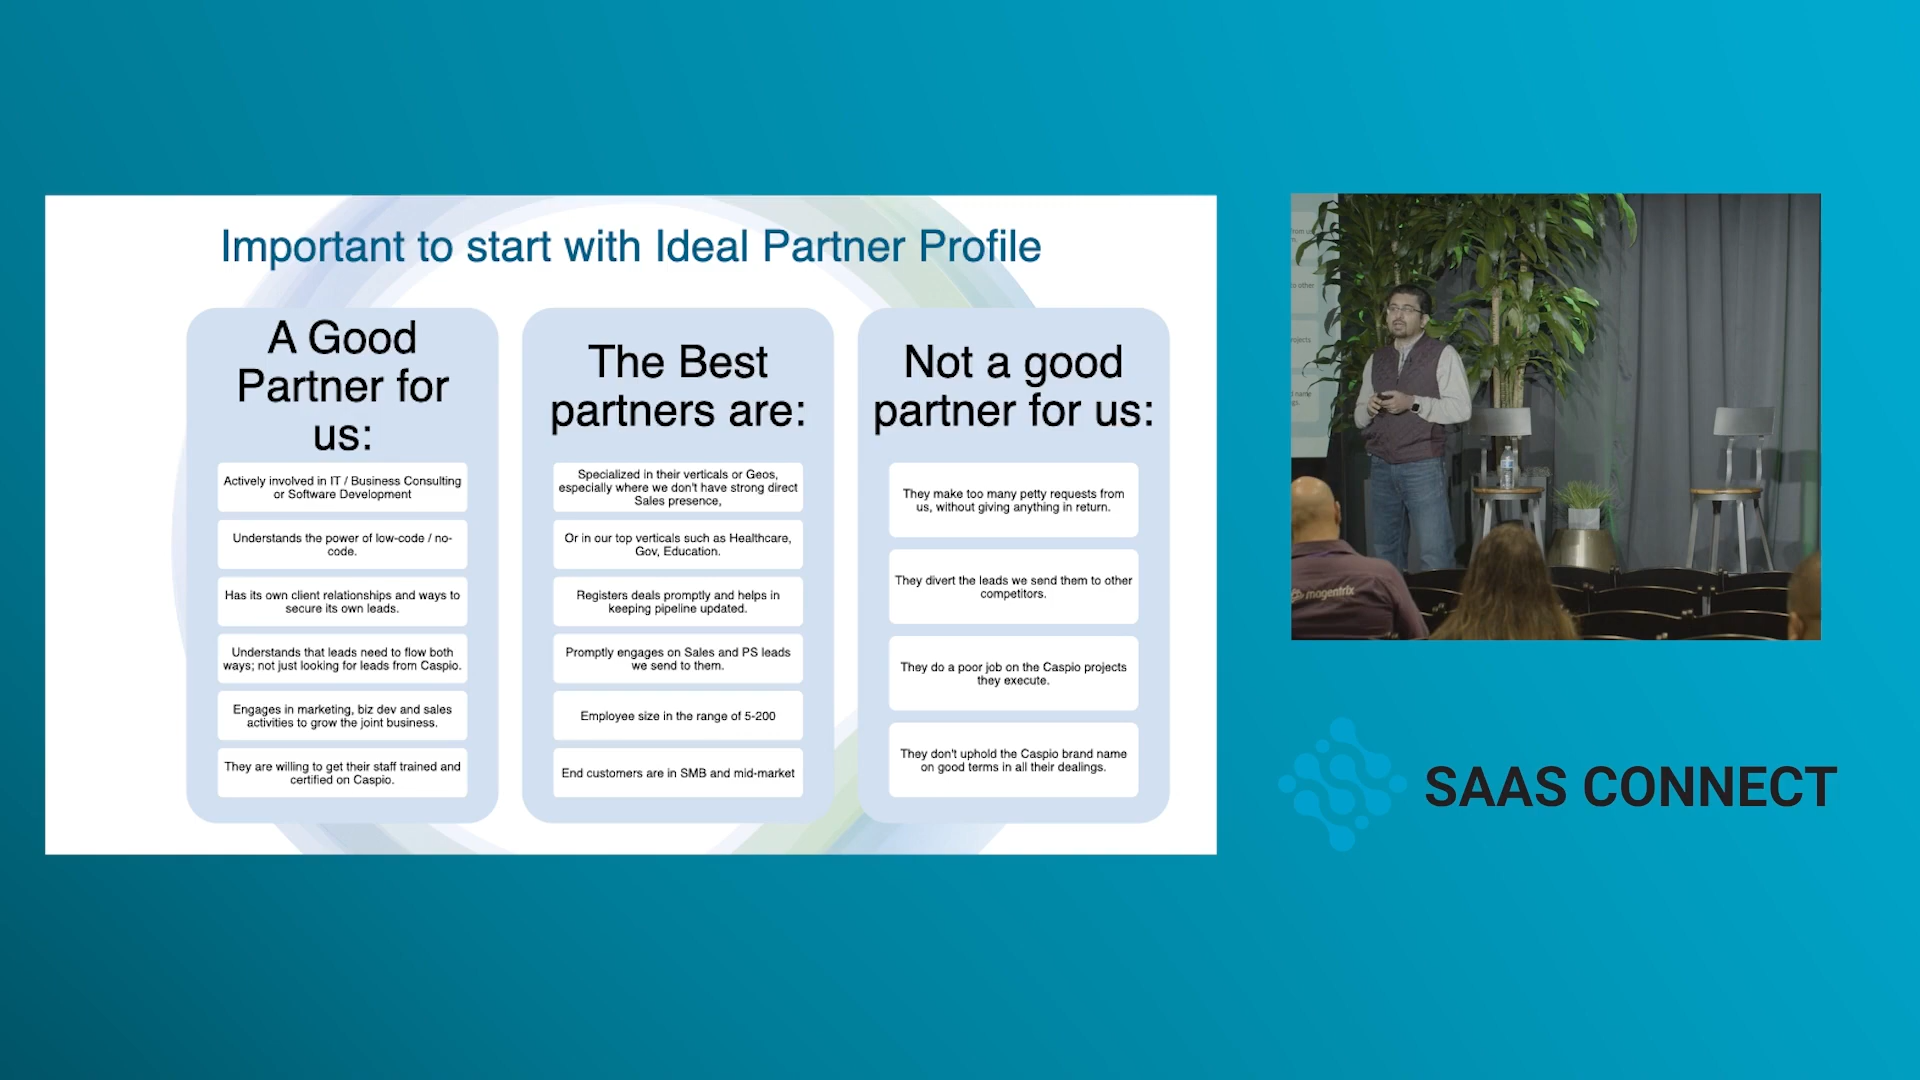 Important to start with Ideal Partner Profile
A Good
Partner for
us:
Actively involved in IT / Business Consulting
or Software Development
Understands the power of low-code / no-
code.
Has its own client relationships and ways to
secure its own leads.
Understands that leads need to flow both
ways; not just looking for leads from Caspio.
Engages in marketing, biz dev and sales
activities to grow the joint business.
They are willing to get their staff trained and
certified on Caspio.
The Best
partners are:
Specialized in their verticals or Geos,
especially where we don't have strong direct
Sales presence,
Or in our top verticals such as Healthcare,
Gov, Education.
Registers deals promptly and helps in
keeping pipeline updated.
Promptly engages on Sales and PS leads
we send to them.
Employee size in the range of 5-200
End customers are in SMB and mid-market
Not a good
partner for us:
They make too many petty requests from
us, without giving anything in return.
They divert the leads we send them to other
competitors.
They do a poor job on the Caspio projects
they execute.
They don't uphold the Caspio brand name
on good terms in all their dealings.
from us
other
rojects
name
magentrix
SAAS CONNECT